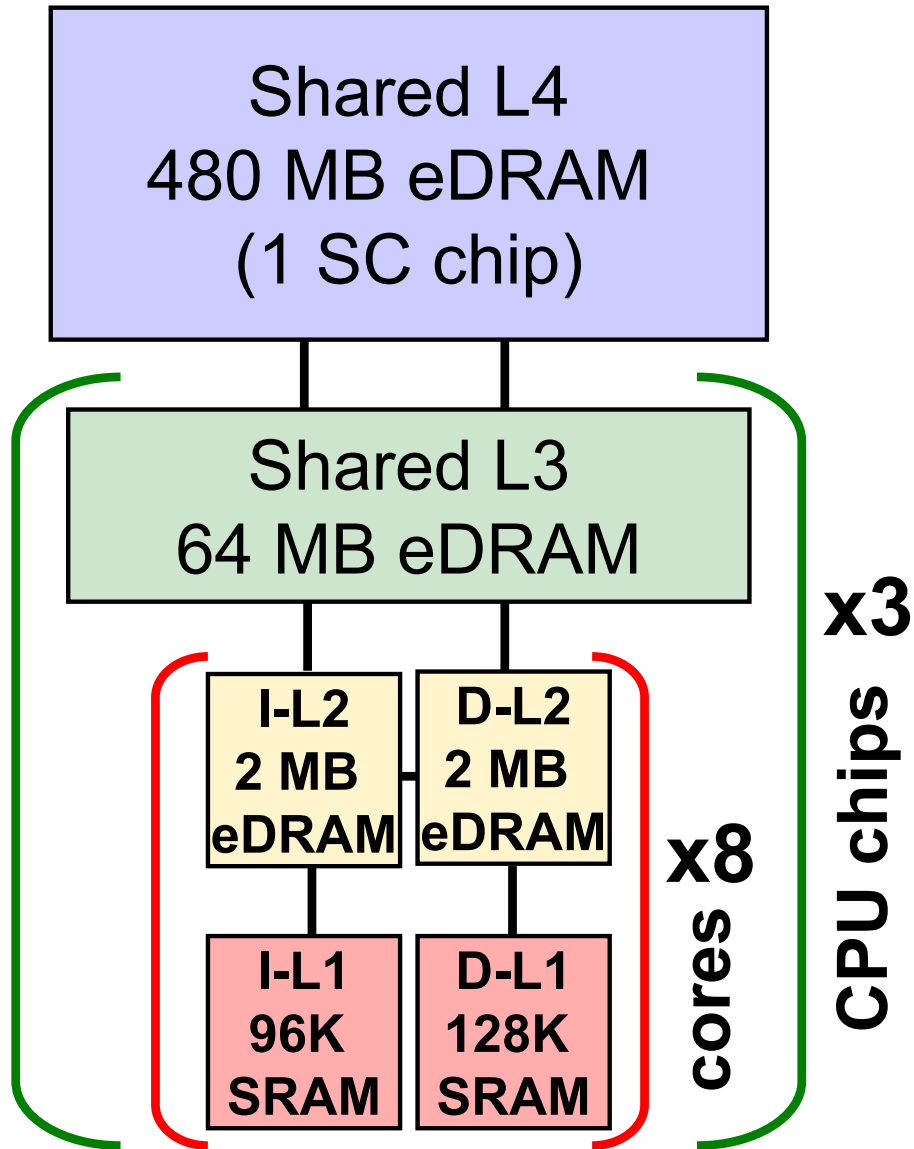 Shared L4
480 MB eDRAM
(1 SC chip)
Shared L3
64 MB eDRAM
I-L2
2 MB
eDRAM
D-L2
2 MB
eDRAM
I-L1
96K
SRAM
D-L1
128K
SRAM
x8
cores
x3
CPU chips